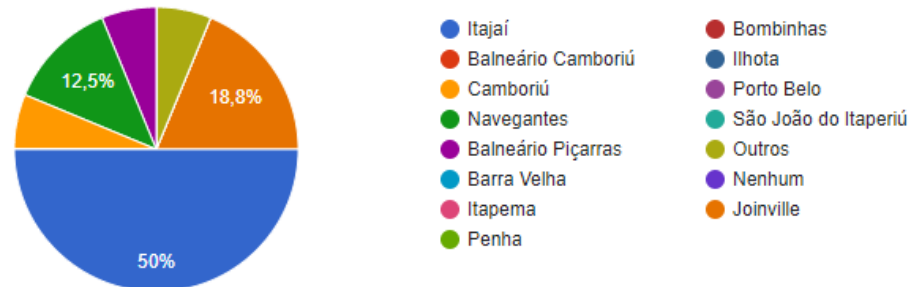 12,5%
18,8%
50%
Itajaí
Balneário Camboriú
Camboriú
Navegantes
Balneário Piçarras
Barra Velha
Itapema
Penha
Bombinhas
Ilhota
Porto Belo
São João do Itaperiú
Outros
Nenhum
Joinville